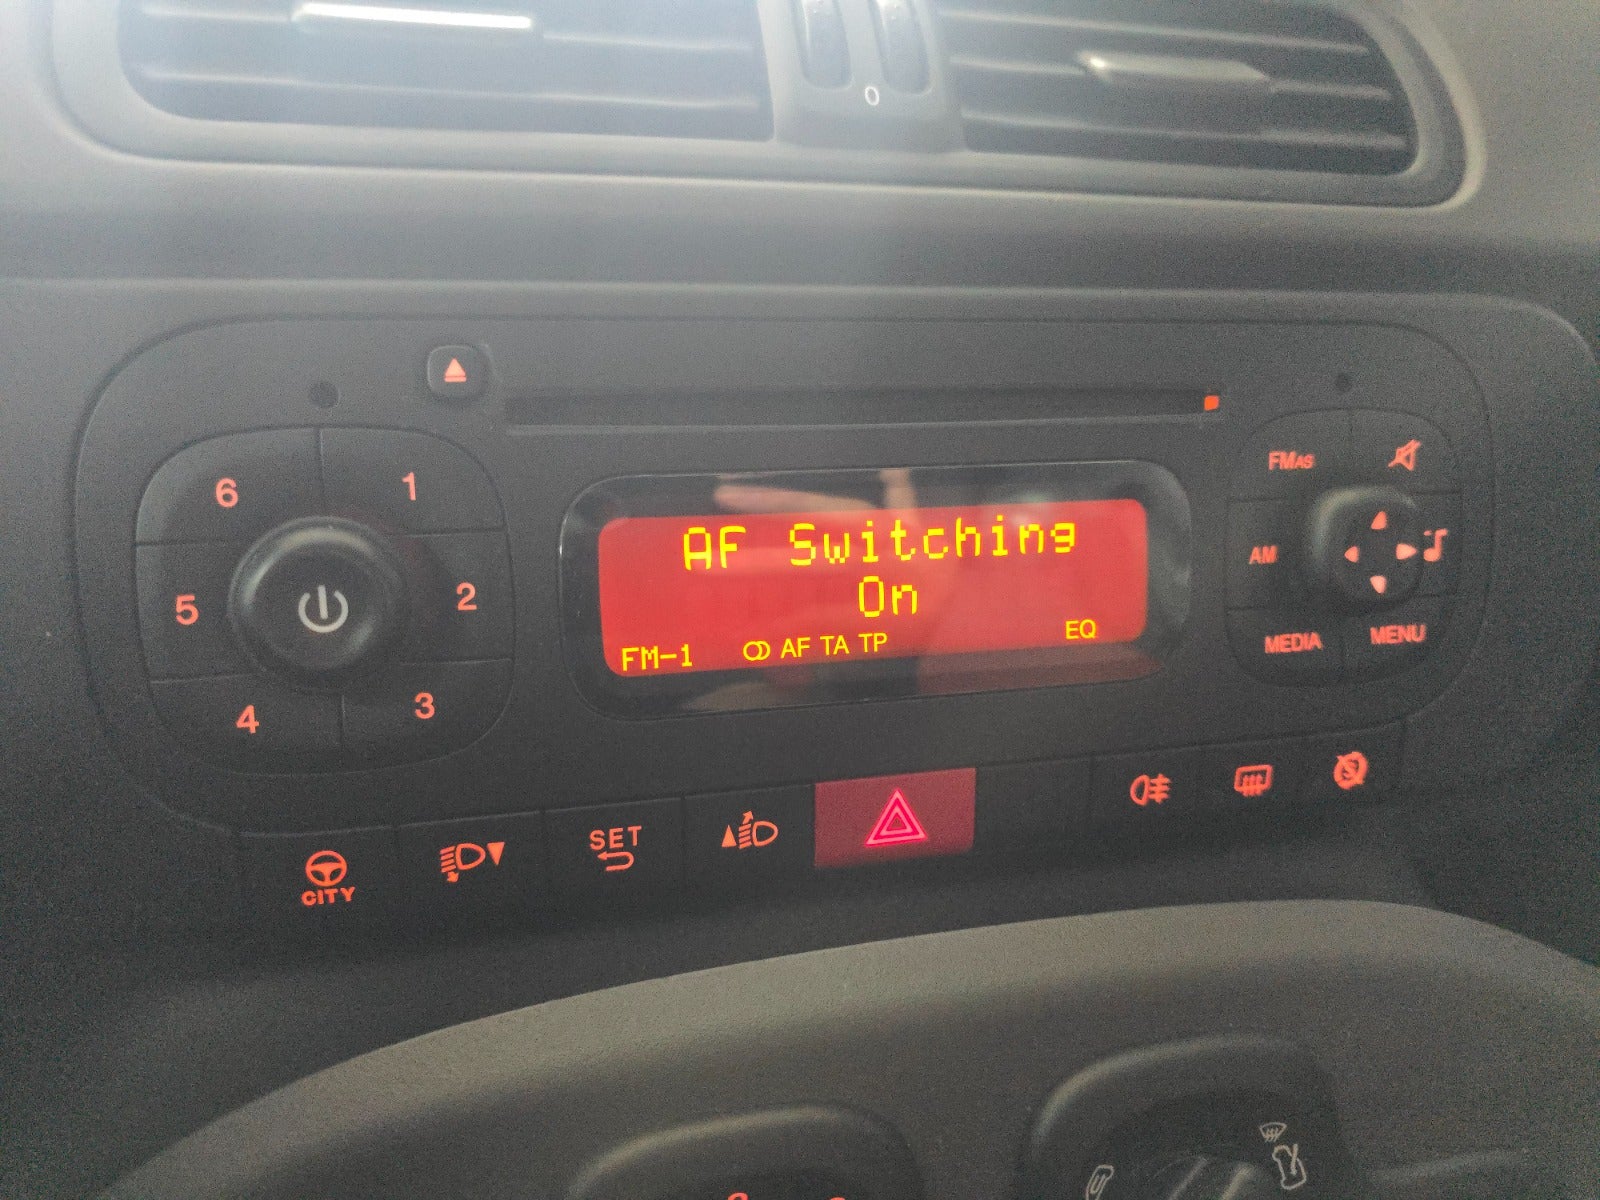 0
6
1
5
2
4
3
AF Switching
On
FM-1 AF TA TP EQ
FMAS
AM
MEDIA
MENU
CITY
SET